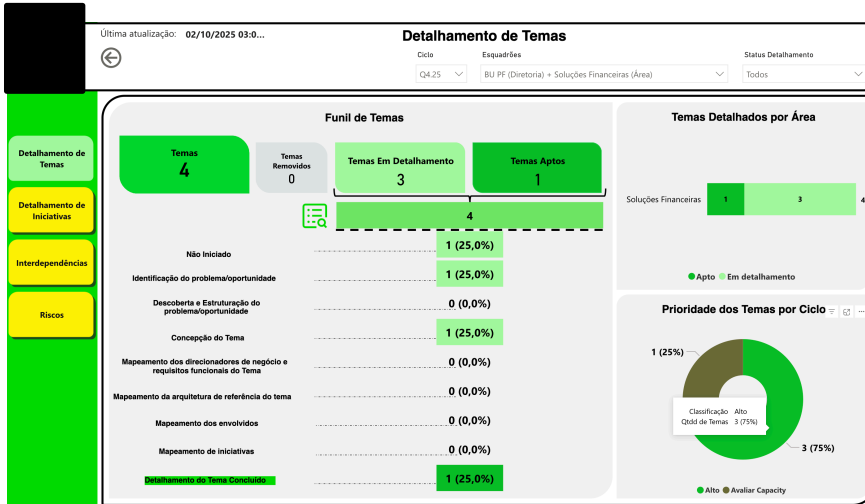 Última atualização: 02/10/2025 03:0...
Detalhamento de Temas
Ciclo
Q4.25
Esquadrões
BU PF (Diretoria) + Soluções Financeiras (Área)
Status Detalhamento
Todos
Detalhamento de
Temas
Detalhamento de
Iniciativas
Interdependências
Riscos
Funil de Temas
Temas
4
Temas
Removidos
0
Temas Em Detalhamento
3
Temas Aptos
1
4
Não Iniciado
1 (25,0%)
Identificação do problema/oportunidade
1 (25,0%)
Descoberta e Estruturação do
problema/oportunidade
0 (0,0%)
Concepção do Tema
1 (25,0%)
Mapeamento dos direcionadores de negócio e
requisitos funcionais do Tema
0 (0,0%)
Mapeamento da arquitetura de referência do tema
0 (0,0%)
Mapeamento dos envolvidos
0 (0,0%)
Mapeamento de iniciativas
0 (0,0%)
Detalhamento do Tema Concluído
1 (25,0%)
Temas Detalhados por Área
Soluções Financeiras
1
3
4
Apto
Em detalhamento
Prioridade dos Temas por Ciclo
1 (25%)
Classificação Alto
Qtdd de Temas 3 (75%)
3 (75%)
Alto
Avaliar Capacity